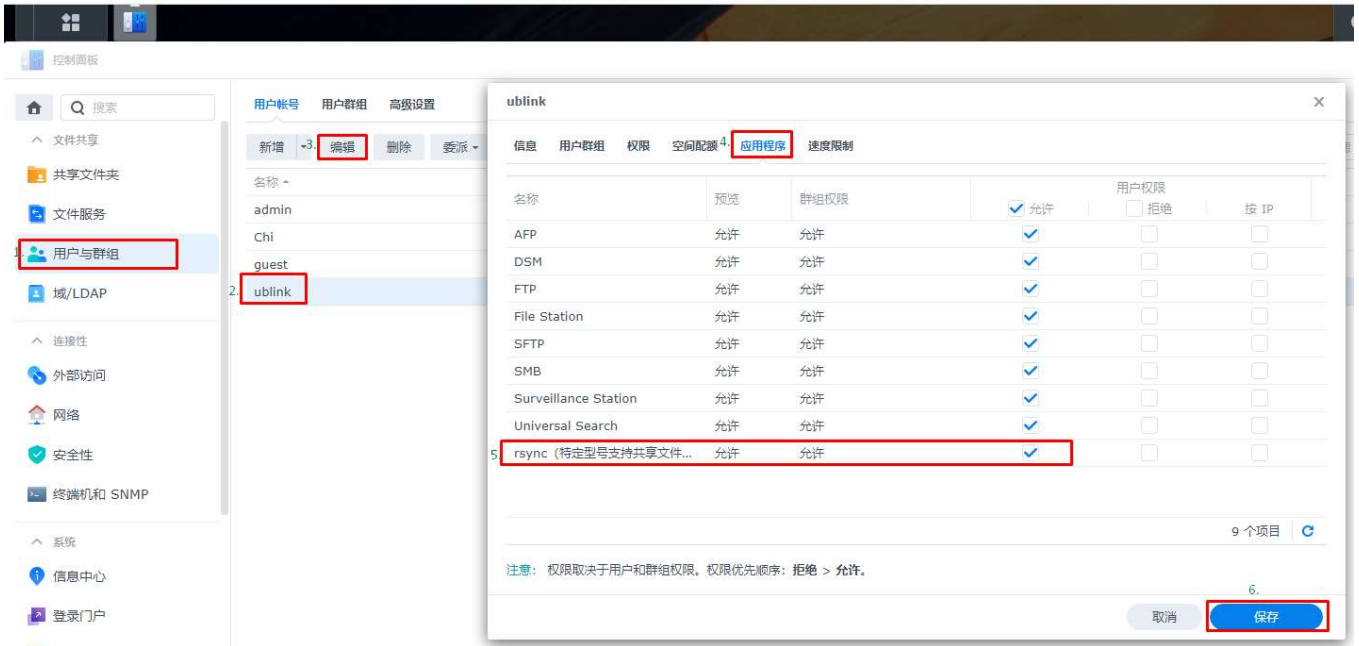 控制面板
搜索
文件共享
共享文件夹
文件服务
1. 用户与群组
域/LDAP
连接性
外部访问
网络
安全性
终端机和 SNMP
系统
信息中心
登录门户
用户帐号 用户群组 高级设置
新增 3. 编辑 删除 委派
名称
admin
Chi
guest
2. ublink
ublink
信息 用户群组 权限 空间配额 4. 应用程序 速度限制
名称 预览 群组权限 用户权限
允许 拒绝 按 IP
AFP 允许 允许
DSM 允许 允许
FTP 允许 允许
File Station 允许 允许
SFTP 允许 允许
SMB 允许 允许
Surveillance Station 允许 允许
Universal Search 允许 允许
5. rsync（特定型号支持共享文件... 允许 允许
9 个项目
注意： 权限取决于用户和群组权限。权限优先顺序：拒绝 > 允许。
6.
取消 保存